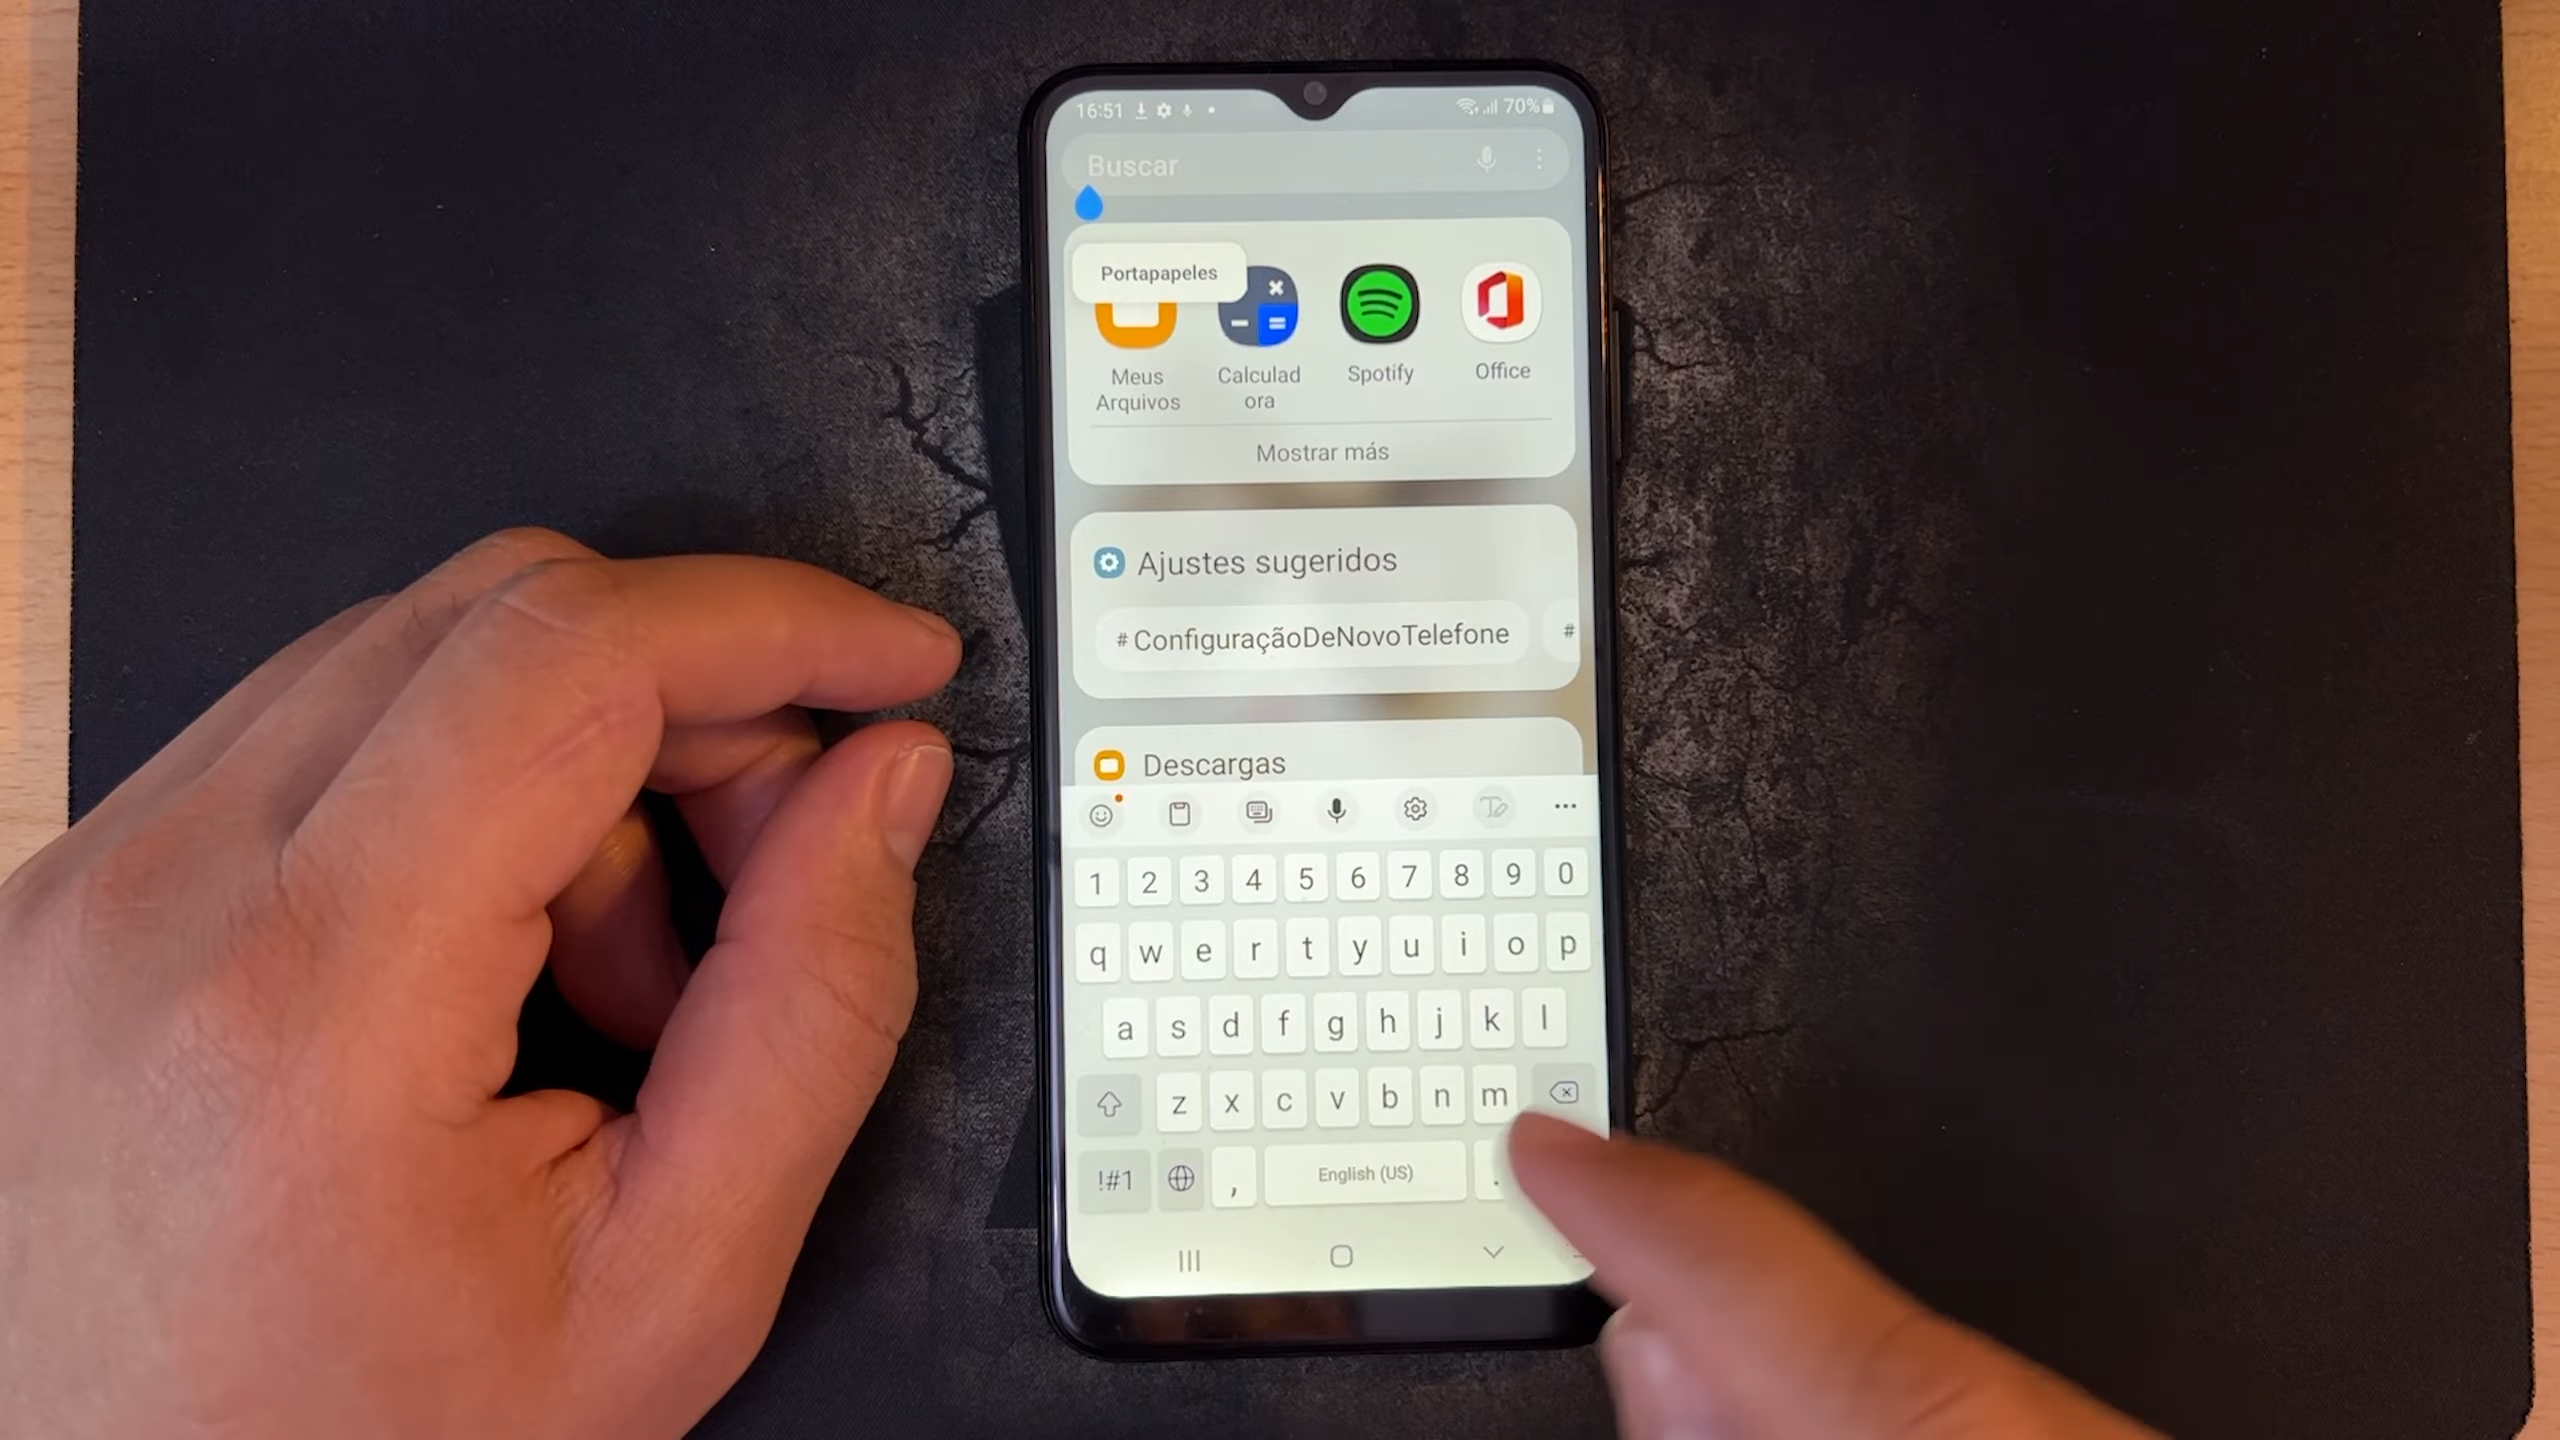 16:51 70%
Buscar
Portapapeles
Meus
Arquivos
Calculad
ora
Spotify
Office
Mostrar más
Ajustes sugeridos
# ConfiguraçãoDeNovoTelefone #
Descargas
1 2 3 4 5 6 7 8 9 0
q w e r t y u i o p
a s d f g h j k l
z x c v b n m
!#1 , English (US) .